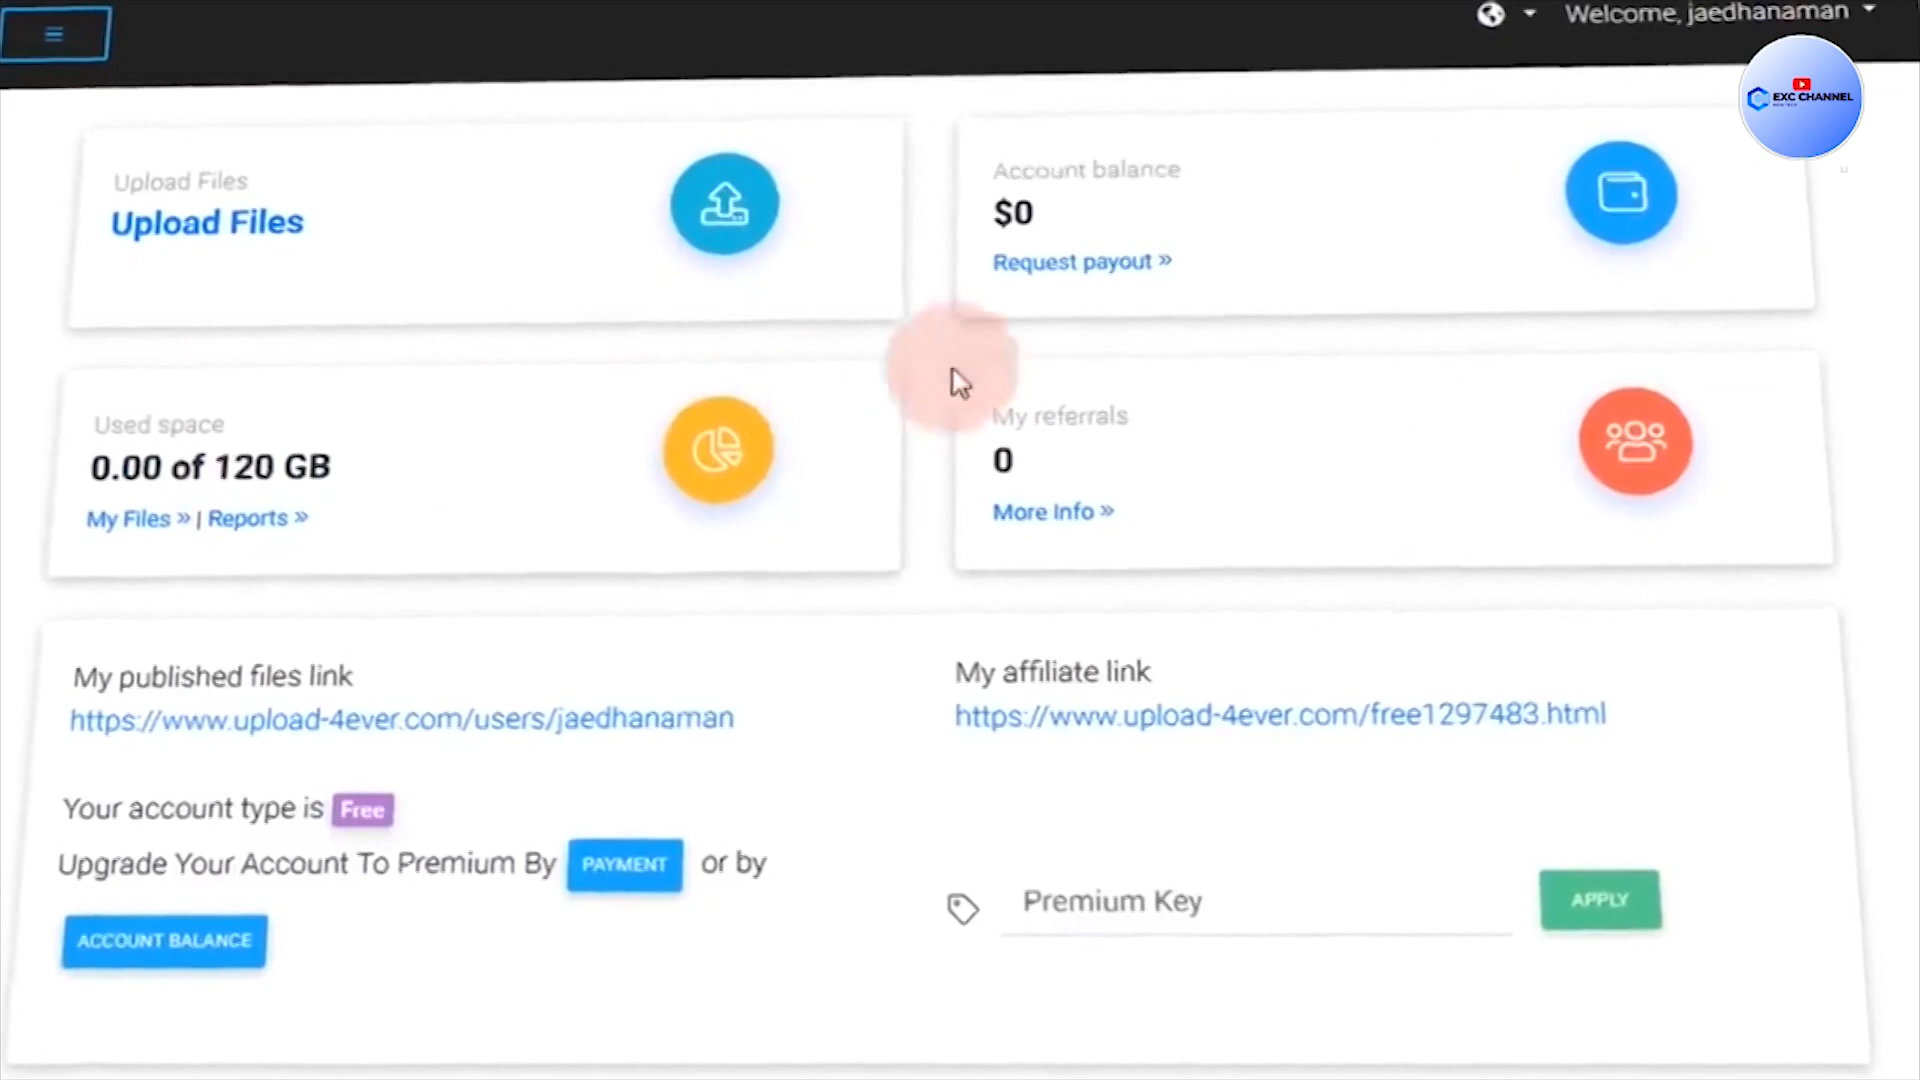 Welcome, jaedhanaman
EXC CHANNEL
Upload Files
Upload Files
Account balance
$0
Request payout »
Used space
0.00 of 120 GB
My Files » | Reports »
My referrals
0
More Info »
My published files link
https://www.upload-4ever.com/users/jaedhanaman
My affiliate link
https://www.upload-4ever.com/free1297483.html
Your account type is Free
Upgrade Your Account To Premium By PAYMENT or by
ACCOUNT BALANCE
Premium Key
APPLY